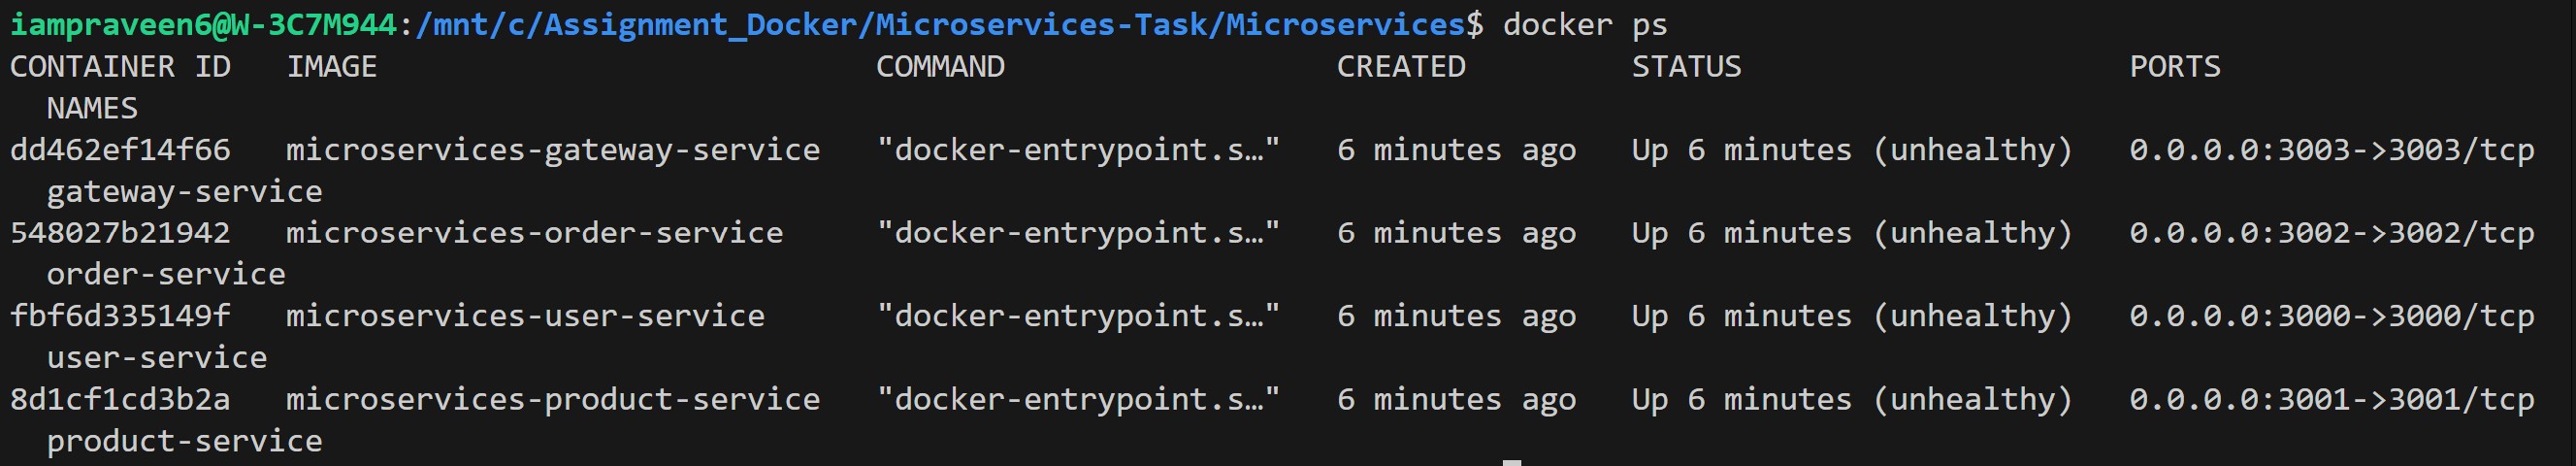 iampraveen6@W-3C7M944:/mnt/c/Assignment_Docker/Microservices-Task/Microservices$ docker ps
CONTAINER ID   IMAGE                           COMMAND                  CREATED         STATUS                     PORTS
  NAMES
dd462ef14f66   microservices-gateway-service   "docker-entrypoint.s…"   6 minutes ago   Up 6 minutes (unhealthy)   0.0.0.0:3003->3003/tcp
  gateway-service
548027b21942   microservices-order-service     "docker-entrypoint.s…"   6 minutes ago   Up 6 minutes (unhealthy)   0.0.0.0:3002->3002/tcp
  order-service
fbf6d335149f   microservices-user-service      "docker-entrypoint.s…"   6 minutes ago   Up 6 minutes (unhealthy)   0.0.0.0:3000->3000/tcp
  user-service
8d1cf1cd3b2a   microservices-product-service   "docker-entrypoint.s…"   6 minutes ago   Up 6 minutes (unhealthy)   0.0.0.0:3001->3001/tcp
  product-service